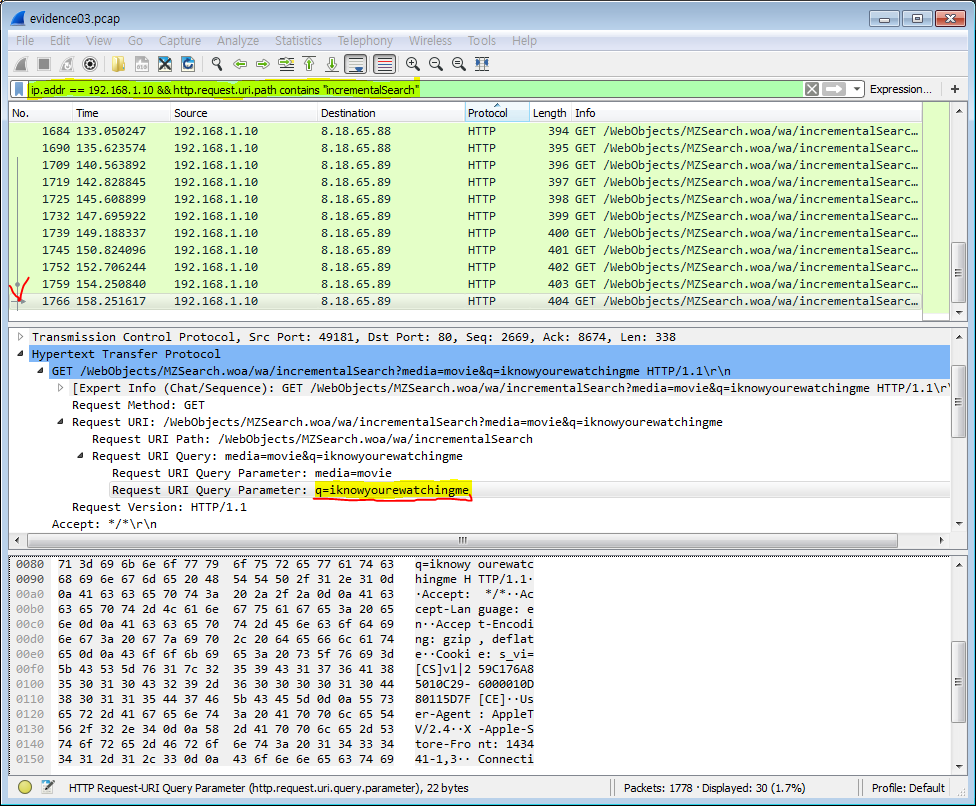 evidence03.pcap
File Edit View Go Capture Analyze Statistics Telephony Wireless Tools Help
ip.addr == 192.168.1.10 && http.request.uri.path contains "incrementalSearch" Expression... +
No. Time Source Destination Protocol Length Info
1684 133.050247 192.168.1.10 8.18.65.88 HTTP 394 GET /WebObjects/MZSearch.woa/wa/incrementalSearc…
1690 135.623574 192.168.1.10 8.18.65.88 HTTP 395 GET /WebObjects/MZSearch.woa/wa/incrementalSearc…
1709 140.563892 192.168.1.10 8.18.65.89 HTTP 396 GET /WebObjects/MZSearch.woa/wa/incrementalSearc…
1719 142.828845 192.168.1.10 8.18.65.89 HTTP 397 GET /WebObjects/MZSearch.woa/wa/incrementalSearc…
1725 145.608899 192.168.1.10 8.18.65.89 HTTP 398 GET /WebObjects/MZSearch.woa/wa/incrementalSearc…
1732 147.695922 192.168.1.10 8.18.65.89 HTTP 399 GET /WebObjects/MZSearch.woa/wa/incrementalSearc…
1739 149.188337 192.168.1.10 8.18.65.89 HTTP 400 GET /WebObjects/MZSearch.woa/wa/incrementalSearc…
1745 150.824096 192.168.1.10 8.18.65.89 HTTP 401 GET /WebObjects/MZSearch.woa/wa/incrementalSearc…
1752 152.706244 192.168.1.10 8.18.65.89 HTTP 402 GET /WebObjects/MZSearch.woa/wa/incrementalSearc…
1759 154.250840 192.168.1.10 8.18.65.89 HTTP 403 GET /WebObjects/MZSearch.woa/wa/incrementalSearc…
1766 158.251617 192.168.1.10 8.18.65.89 HTTP 404 GET /WebObjects/MZSearch.woa/wa/incrementalSearc…
Transmission Control Protocol, Src Port: 49181, Dst Port: 80, Seq: 2669, Ack: 8674, Len: 338
Hypertext Transfer Protocol
GET /WebObjects/MZSearch.woa/wa/incrementalSearch?media=movie&q=iknowyourewatchingme HTTP/1.1\r\n
[Expert Info (Chat/Sequence): GET /WebObjects/MZSearch.woa/wa/incrementalSearch?media=movie&q=iknowyourewatchingme HTTP/1.1\r\
Request Method: GET
Request URI: /WebObjects/MZSearch.woa/wa/incrementalSearch?media=movie&q=iknowyourewatchingme
Request URI Path: /WebObjects/MZSearch.woa/wa/incrementalSearch
Request URI Query: media=movie&q=iknowyourewatchingme
Request URI Query Parameter: media=movie
Request URI Query Parameter: q=iknowyourewatchingme
Request Version: HTTP/1.1
Accept: */*\r\n
0080 71 3d 69 6b 6e 6f 77 79 6f 75 72 65 77 61 74 63 q=iknowy ourewatc
0090 68 69 6e 67 6d 65 20 48 54 54 50 2f 31 2e 31 0d hingme H TTP/1.1·
00a0 0a 41 63 63 65 70 74 3a 20 2a 2f 2a 0d 0a 41 63 ·Accept: */*··Ac
00b0 63 65 70 74 2d 4c 61 6e 67 75 61 67 65 3a 20 65 cept-Lan guage: e
00c0 6e 0d 0a 41 63 63 65 70 74 2d 45 6e 63 6f 64 69 n··Accep t-Encodi
00d0 6e 67 3a 20 67 7a 69 70 2c 20 64 65 66 6c 61 74 ng: gzip , deflat
00e0 65 0d 0a 43 6f 6f 6b 69 65 3a 20 73 5f 76 69 3d e··Cooki e: s_vi=
00f0 5b 43 53 5d 76 31 7c 32 35 39 43 31 37 36 41 38 [CS]v1|2 59C176A8
0100 35 30 31 30 43 32 39 2d 36 30 30 30 30 31 30 44 5010C29- 6000010D
0110 38 30 31 31 35 44 37 46 5b 43 45 5d 0d 0a 55 73 80115D7F [CE]··Us
0120 65 72 2d 41 67 65 6e 74 3a 20 41 70 70 6c 65 54 er-Agent : AppleT
0130 56 2f 32 2e 34 0d 0a 58 2d 41 70 70 6c 65 2d 53 V/2.4··X -Apple-S
0140 74 6f 72 65 2d 46 72 6f 6e 74 3a 20 31 34 33 34 tore-Fro nt: 1434
0150 34 31 2d 31 2c 33 0d 0a 43 6f 6e 6e 65 63 74 69 41-1,3·· Connecti
HTTP Request-URI Query Parameter (http.request.uri.query.parameter), 22 bytes Packets: 1778 · Displayed: 30 (1.7%) Profile: Default